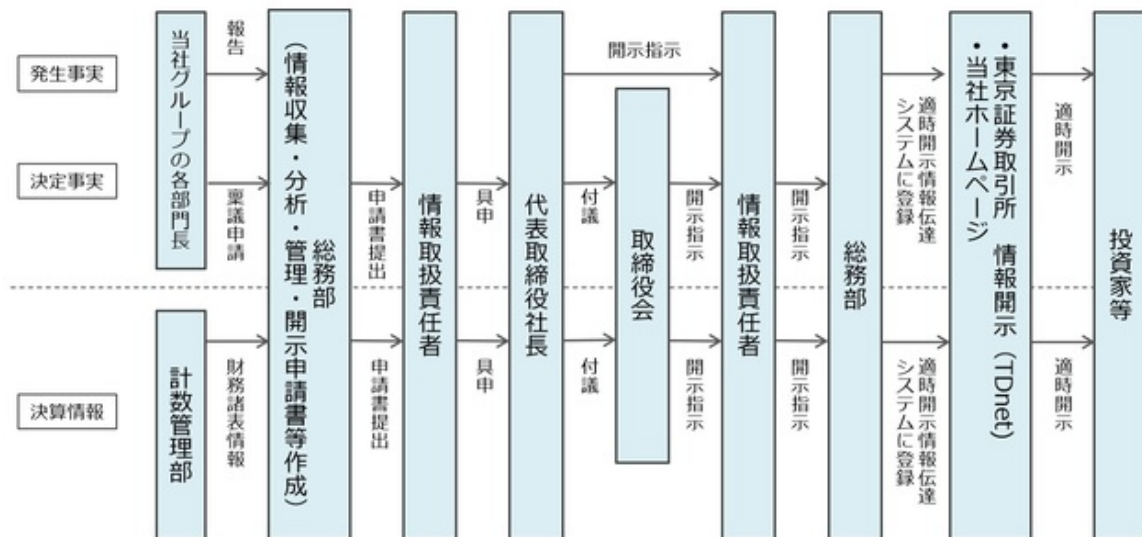 発生事実
決定事実
決算情報
当社グループの各部門長
計数管理部
報告
稟議申請
財務諸表情報
総務部
(情報収集・分析・管理・開示申請書等作成)
申請書提出
申請書提出
情報取扱責任者
具申
具申
代表取締役社長
開示指示
付議
付議
取締役会
開示指示
開示指示
情報取扱責任者
開示指示
開示指示
総務部
適時開示情報伝達
システムに登録
適時開示情報伝達
システムに登録
・東京証券取引所 情報開示(TDnet)
・当社ホームページ
適時開示
適時開示
投資家等